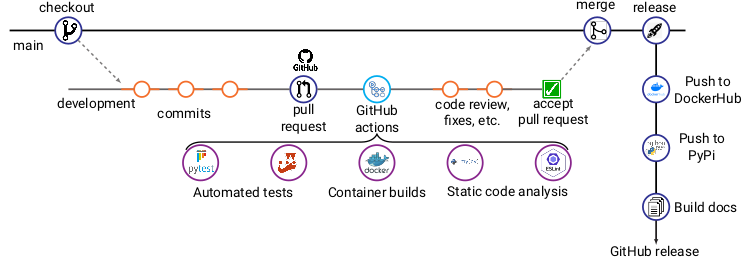 checkout
merge
release
main
GitHub
development
commits
pull
request
GitHub
actions
code review,
fixes, etc.
accept
pull request
Push to
DockerHub
pytest
docker
ESLint
Push to
PyPi
Automated tests
Container builds
Static code analysis
Build docs
GitHub release